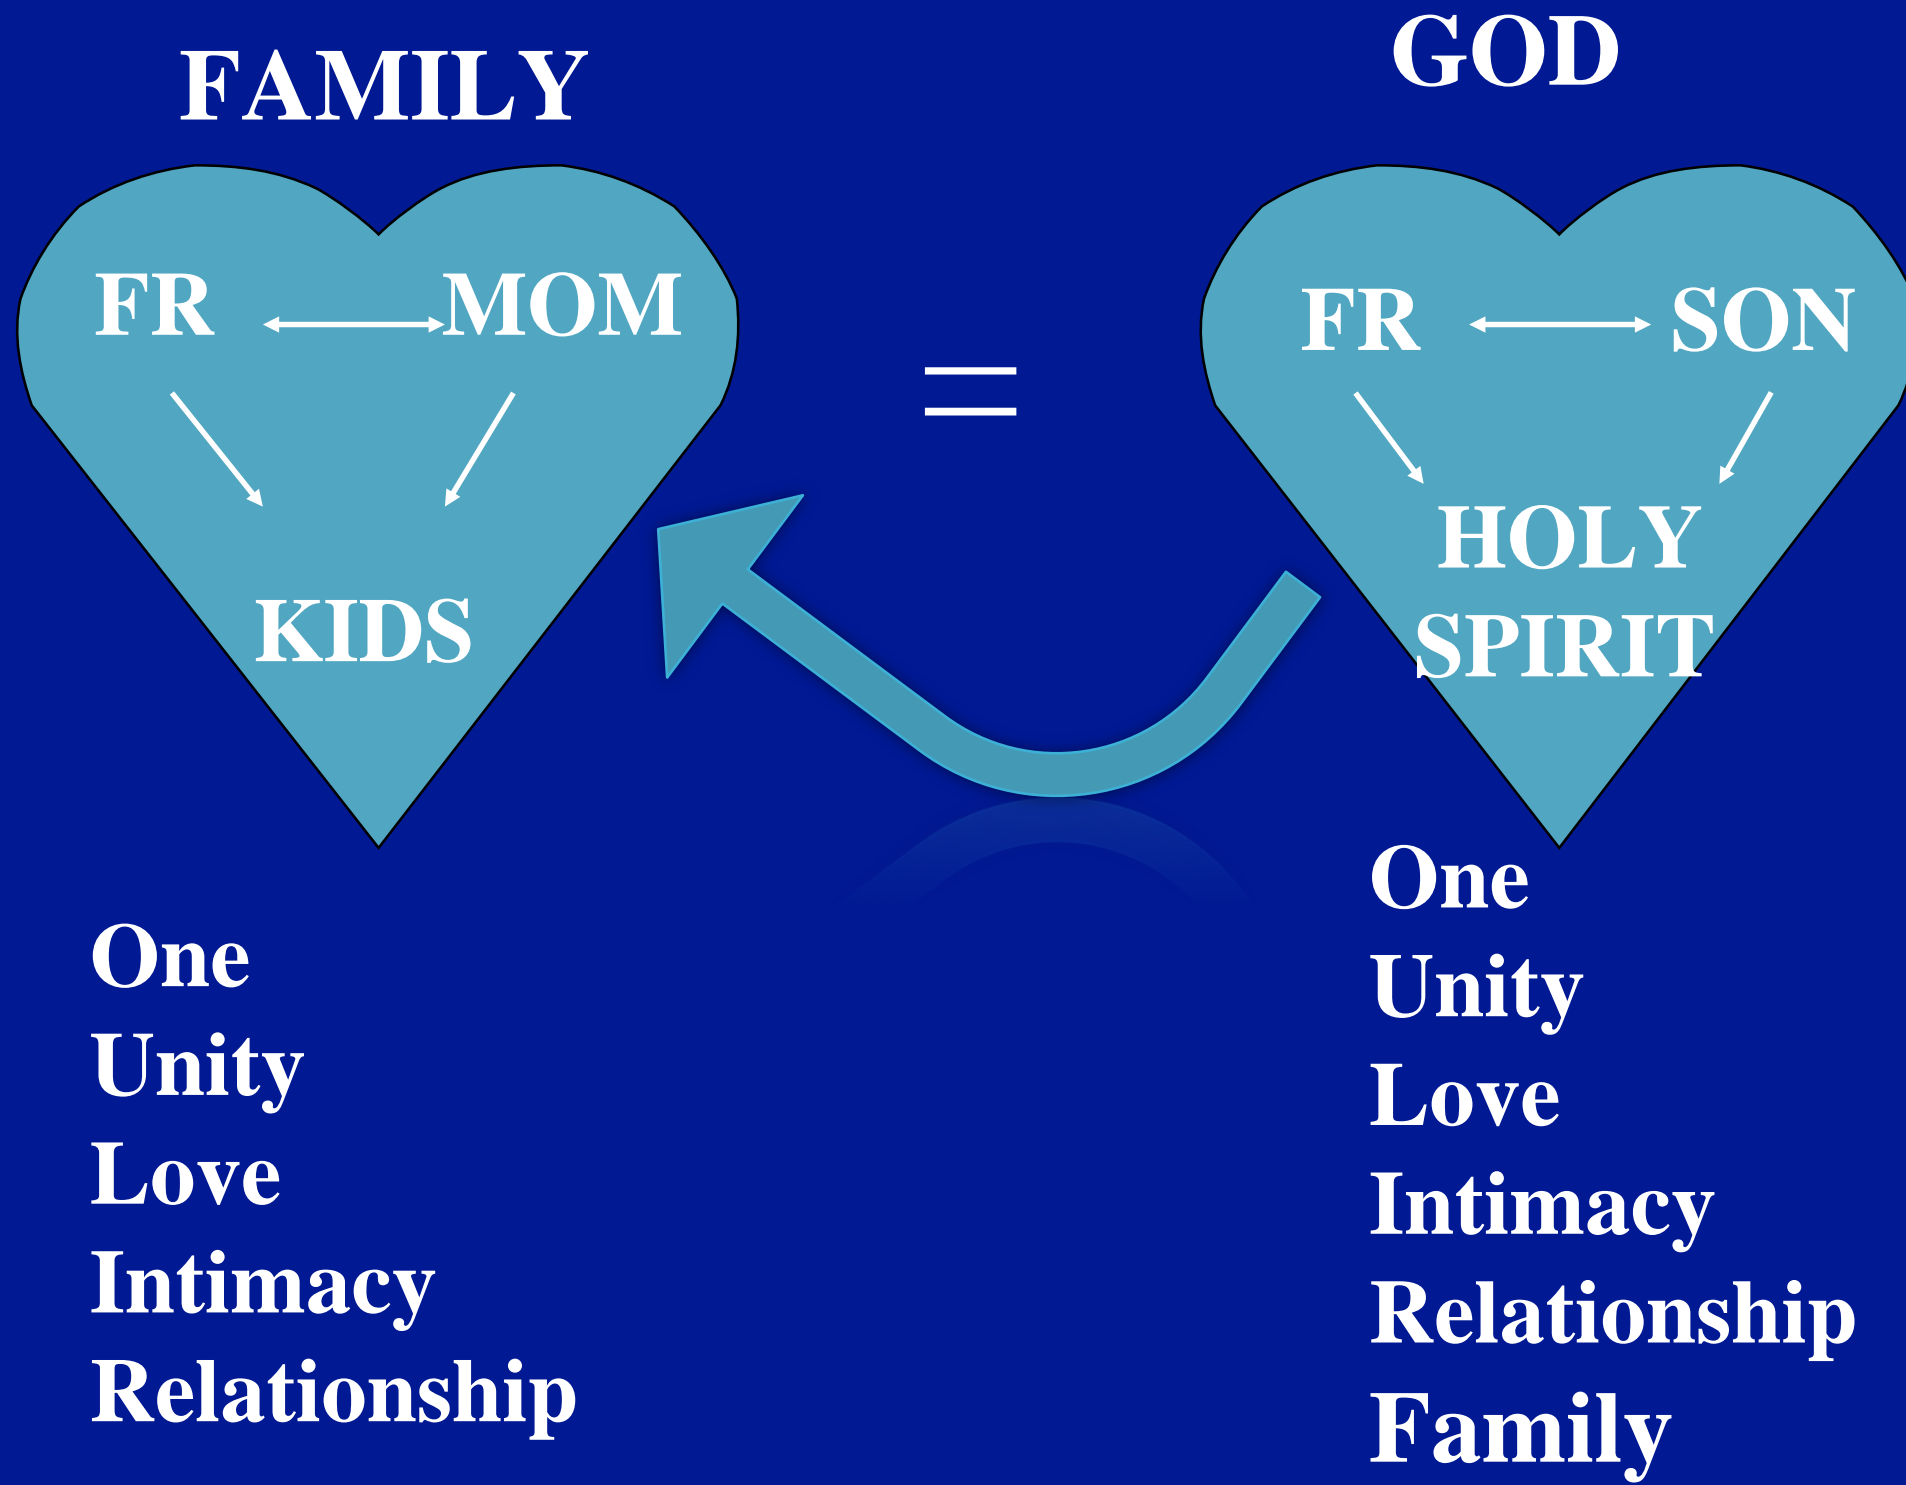 FAMILY
FR MOM
KIDS
One
Unity
Love
Intimacy
Relationship
=
GOD
FR SON
HOLY
SPIRIT
One
Unity
Love
Intimacy
Relationship
Family